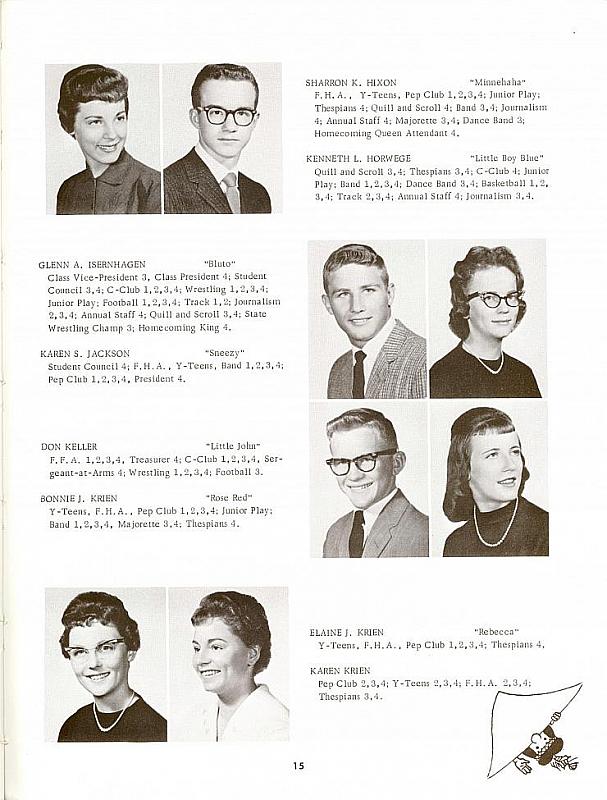 SHARRON K. HIXON "Minnehaha"
F. H. A. , Y-Teens, Pep Club 1,2,3,4; Junior Play;
Thespians 4; Quill and Scroll 4; Band 3,4; Journalism
4; Annual Staff 4; Majorette 3,4; Dance Band 3;
Homecoming Queen Attendant 4.
KENNETH L. HORWEGE "Little Boy Blue"
Quill and Scroll 3,4; Thespians 3,4; C-Club 4; Junior
Play; Band 1,2,3,4; Dance Band 3,4; Basketball 1,2,
3,4; Track 2,3,4; Annual Staff 4; Journalism 3,4.
GLENN A. ISERNHAGEN "Bluto"
Class Vice-President 3, Class President 4; Student
Council 3,4; C-Club 1,2,3,4; Wrestling 1,2,3,4;
Junior Play; Football 1,2,3,4; Track 1,2; Journalism
2,3,4; Annual Staff 4; Quill and Scroll 3,4; State
Wrestling Champ 3; Homecoming King 4.
KAREN S. JACKSON "Sneezy"
Student Council 4; F. H. A. , Y-Teens, Band 1,2,3,4;
Pep Club 1,2,3,4, President 4.
DON KELLER "Little John"
F. F. A. 1,2,3,4, Treasurer 4; C-Club 1,2,3,4, Ser-
geant-at-Arms 4; Wrestling 1,2,3,4; Football 3.
BONNIE J. KRIEN "Rose Red"
Y-Teens, F. H. A. , Pep Club 1,2,3,4; Junior Play;
Band 1,2,3,4, Majorette 3,4; Thespians 4.
ELAINE J. KRIEN "Rebecca"
Y-Teens, F. H. A. , Pep Club 1,2,3,4; Thespians 4.
KAREN KRIEN
Pep Club 2,3,4; Y-Teens 2,3,4; F. H. A. 2,3,4;
Thespians 3,4.
15